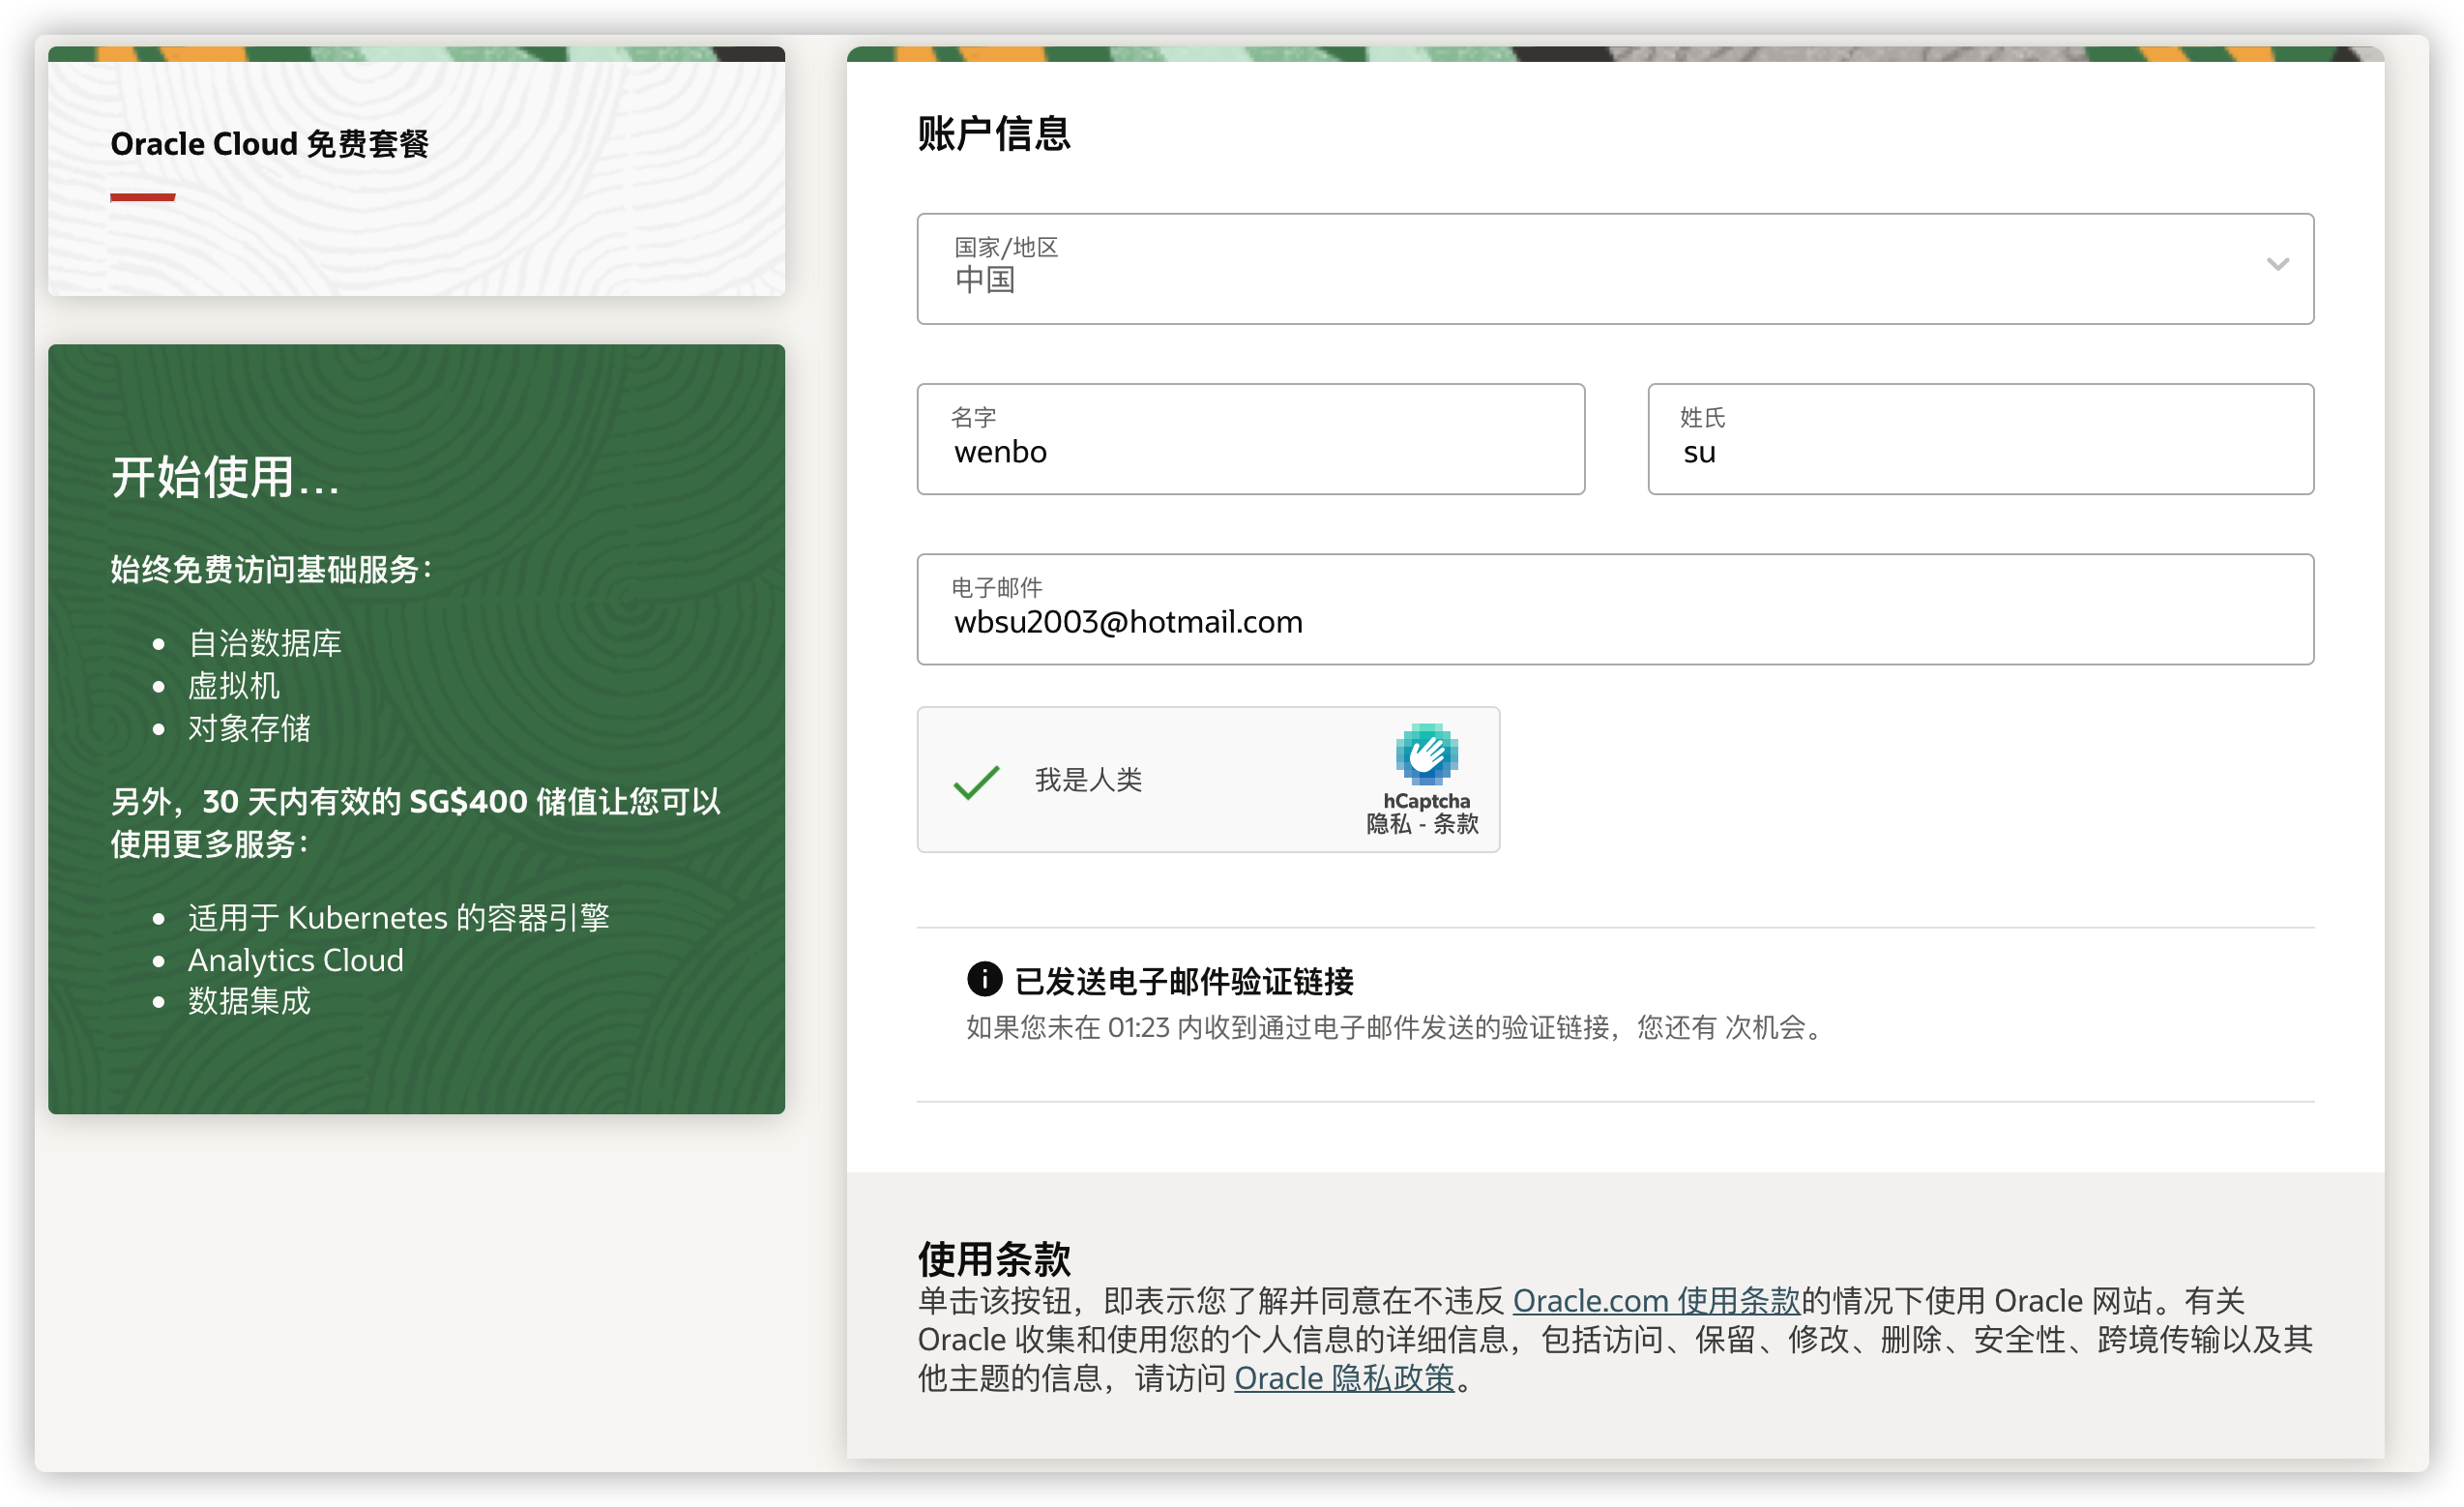 Oracle Cloud 免费套餐
开始使用...
始终免费访问基础服务：
自治数据库
虚拟机
对象存储
另外，30 天内有效的 SG$400 储值让您可以
使用更多服务：
适用于 Kubernetes 的容器引擎
Analytics Cloud
数据集成
账户信息
国家/地区
中国
名字
wenbo
姓氏
su
电子邮件
wbsu2003@hotmail.com
我是人类
hCaptcha
隐私 - 条款
已发送电子邮件验证链接
如果您未在 01:23 内收到通过电子邮件发送的验证链接，您还有 次机会。
使用条款
单击该按钮，即表示您了解并同意在不违反 Oracle.com 使用条款的情况下使用 Oracle 网站。有关
Oracle 收集和使用您的个人信息的详细信息，包括访问、保留、修改、删除、安全性、跨境传输以及其
他主题的信息，请访问 Oracle 隐私政策。